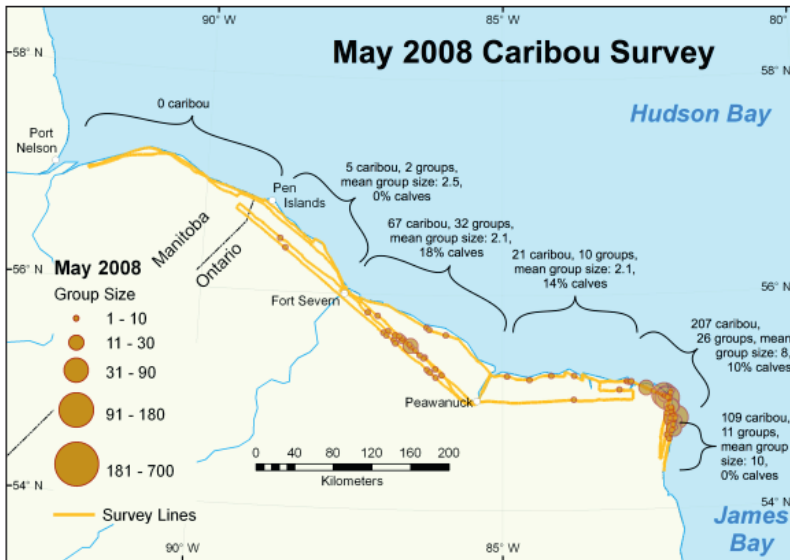 90° W
85° W
80°
58° N
58° N
May 2008 Caribou Survey
Hudson Bay
0 caribou
Port
Nelson
5 caribou, 2 groups,
mean group size: 2.5,
0% calves
Pen
Islands
67 caribou, 32 groups,
mean group size: 2.1,
18% calves
Manitoba
Ontario
21 caribou, 10 groups,
mean group size: 2.1,
14% calves
56° N
56° N
Fort Severn
207 caribou,
26 groups, mean
group size: 8,
10% calves
Peawanuck
109 caribou,
11 groups,
mean group
size: 10,
0% calves
May 2008
Group Size
1 - 10
11 - 30
31 - 90
91 - 180
181 - 700
Survey Lines
0 20 40 80 120 160 200
Kilometers
54° N
54° N
James
Bay
90° W
85° W